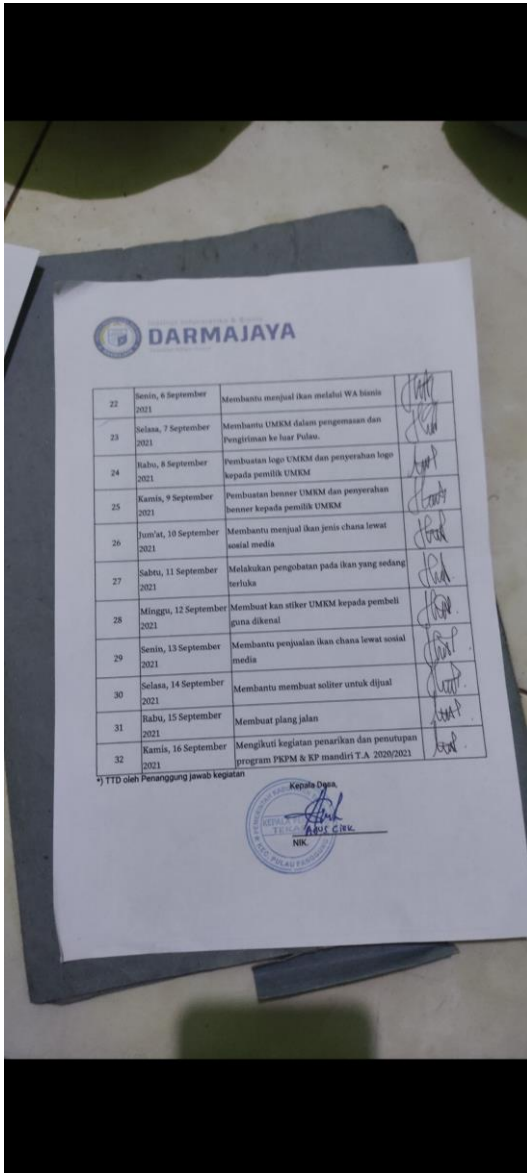 DARMAJAYA
22 Senin, 6 September Membantu menjual ikan melalui WA bisnis
2021
23 Selasa, 7 September Membantu UMKM dalam pengemasan dan
2021 Pengiriman ke luar Pulau.
24 Rabu, 8 September Pembuatan logo UMKM dan penyerahan logo
2021 kepada pemilik UMKM
25 Kamis, 9 September Pembuatan benner UMKM dan penyerahan
2021 benner kepada pemilik UMKM
26 Jum'at, 10 September Membantu menjual ikan jenis chana lewat
2021 sosial media
27 Sabtu, 11 September Melakukan pengobatan pada ikan yang sedang
2021 terluka
28 Minggu, 12 September Membuat kan stiker UMKM kepada pembeli
2021 guna dikenal
29 Senin, 13 September Membantu penjualan ikan chana lewat sosial
2021 media
30 Selasa, 14 September Membantu membuat soliter untuk dijual
2021
31 Rabu, 15 September Membuat plang jalan
2021
32 Kamis, 16 September Mengikuti kegiatan penarikan dan penutupan
2021 program PKPM & KP mandiri T.A 2020/2021
*) TTD oleh Penanggung jawab kegiatan
Kepala Desa,
NIK.